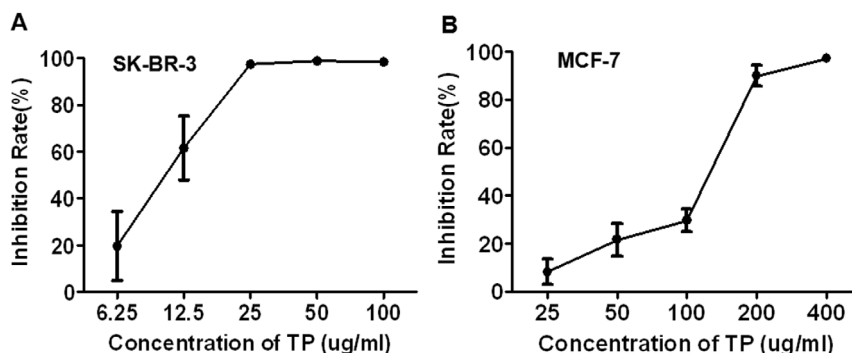 A
SK-BR-3
Inhibition Rate(%)
100
80
60
40
20
0
6.25 12.5 25 50 100
Concentration of TP (ug/ml)
B
MCF-7
Inhibition Rate(%)
100
80
60
40
20
0
25 50 100 200 400
Concentration of TP (ug/ml)